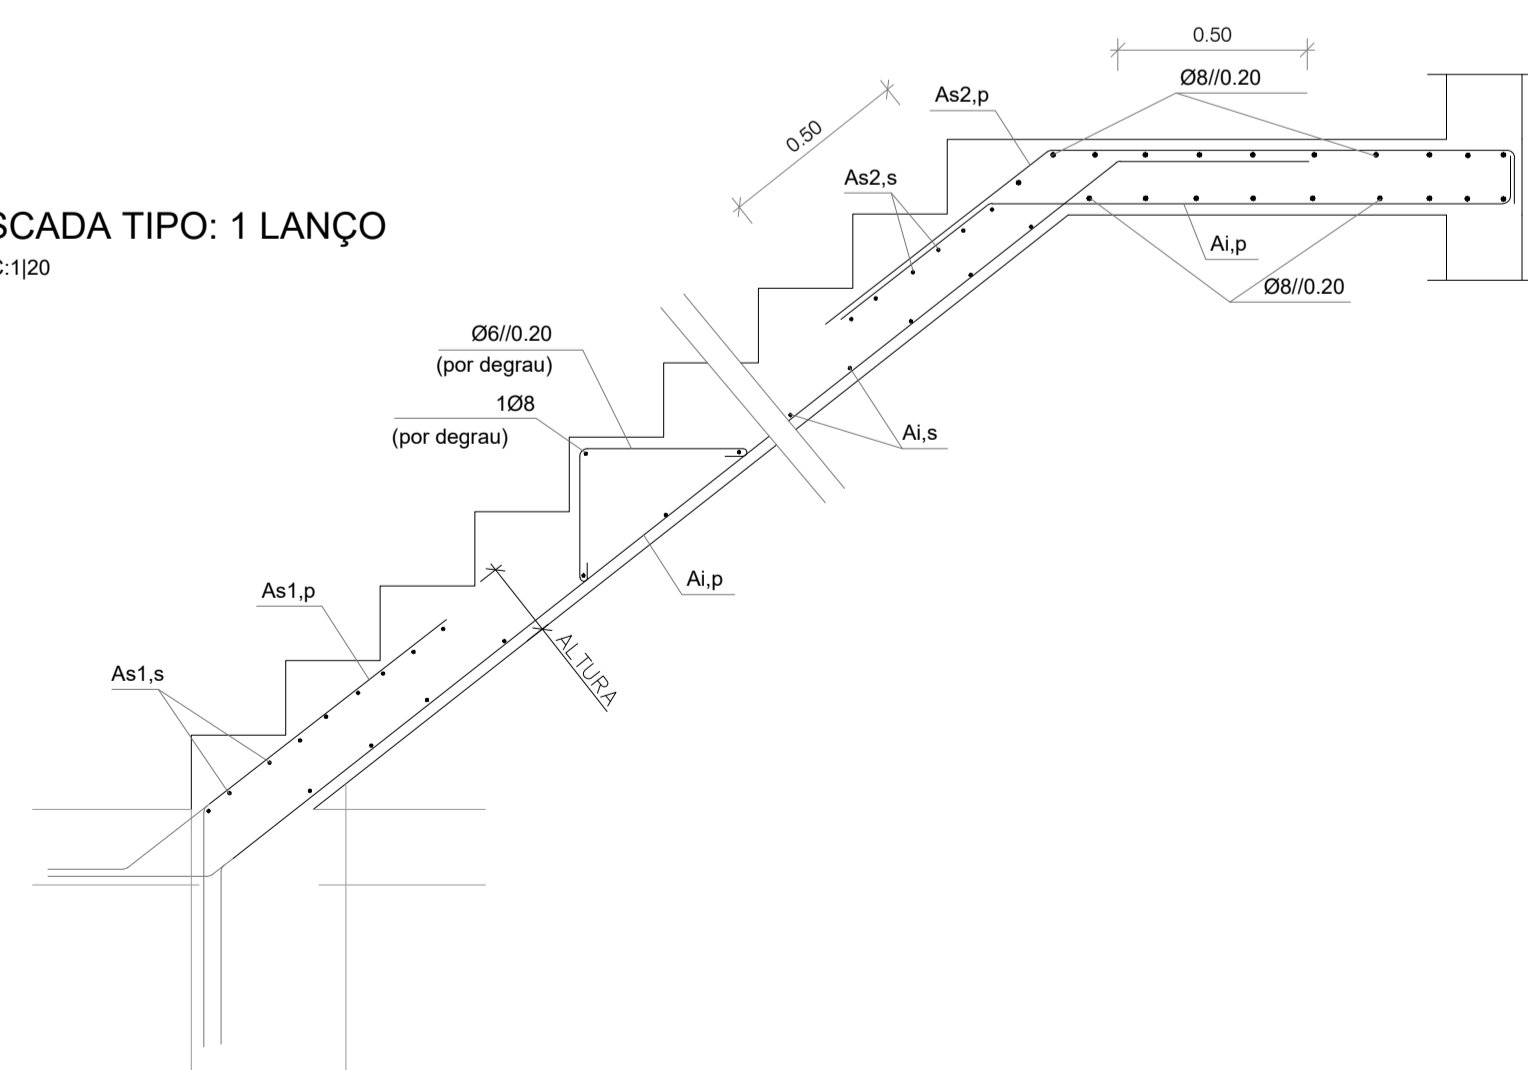 0.50
Ø8//0.20
As2,p
0.50
As2,s
SCADA TIPO: 1 LANÇO
:1|20
Ai,p
Ø8//0.20
Ø6//0.20
(por degrau)
1Ø8
(por degrau)
Ai,s
Ai,p
As1,p
ALTURA
As1,s